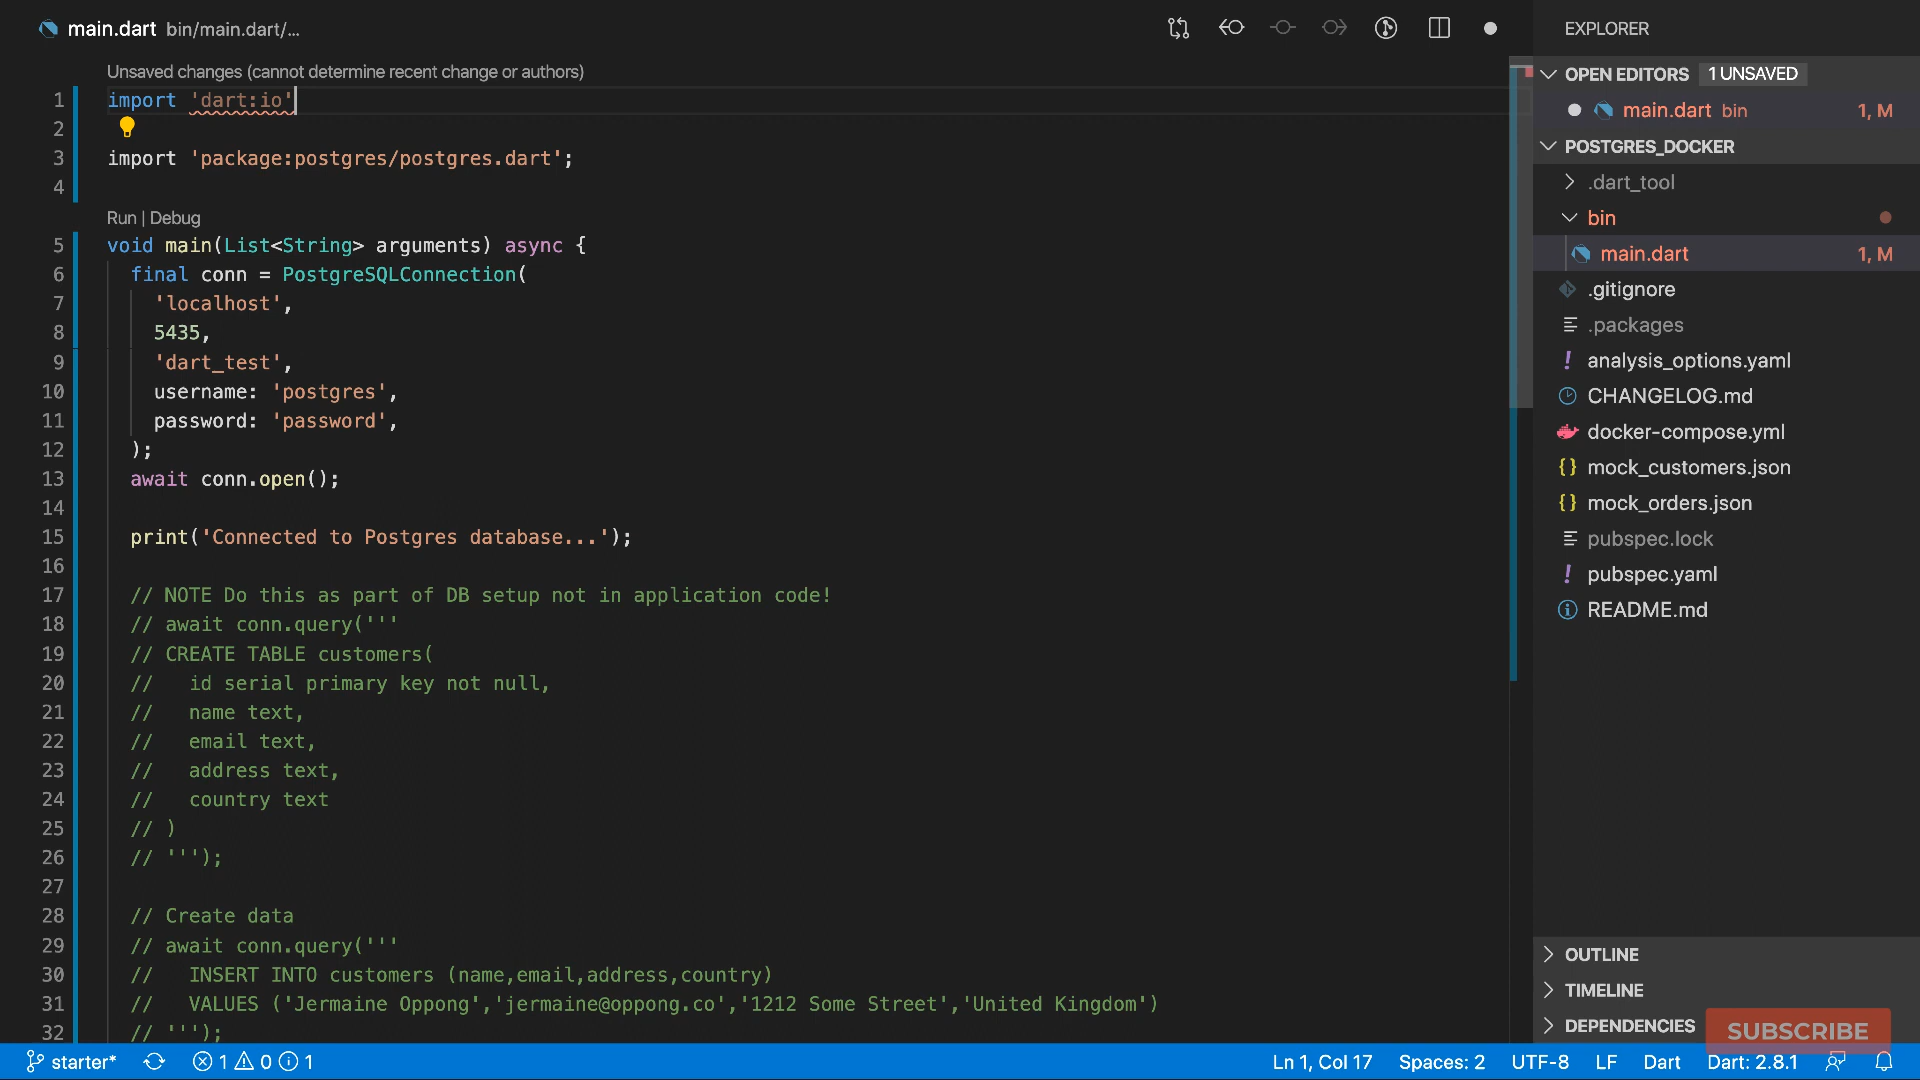 main.dart bin/main.dart/...
Unsaved changes (cannot determine recent change or authors)
1 import 'dart:io'
2
3 import 'package:postgres/postgres.dart';
4
Run | Debug
5 void main(List<String> arguments) async {
6 final conn = PostgreSQLConnection(
7 'localhost',
8 5435,
9 'dart_test',
10 username: 'postgres',
11 password: 'password',
12 );
13 await conn.open();
14
15 print('Connected to Postgres database...');
16
17 // NOTE Do this as part of DB setup not in application code!
18 // await conn.query('''
19 // CREATE TABLE customers(
20 // id serial primary key not null,
21 // name text,
22 // email text,
23 // address text,
24 // country text
25 // )
26 // ''');
27
28 // Create data
29 // await conn.query('''
30 // INSERT INTO customers (name,email,address,country)
31 // VALUES ('Jermaine Oppong','jermaine@oppong.co','1212 Some Street','United Kingdom')
32 // ''');
EXPLORER
OPEN EDITORS 1 UNSAVED
main.dart bin 1, M
POSTGRES_DOCKER
.dart_tool
bin
main.dart 1, M
.gitignore
.packages
analysis_options.yaml
CHANGELOG.md
docker-compose.yml
mock_customers.json
mock_orders.json
pubspec.lock
pubspec.yaml
README.md
OUTLINE
TIMELINE
DEPENDENCIES
SUBSCRIBE
starter* 1 0 1 Ln 1, Col 17 Spaces: 2 UTF-8 LF Dart Dart: 2.8.1